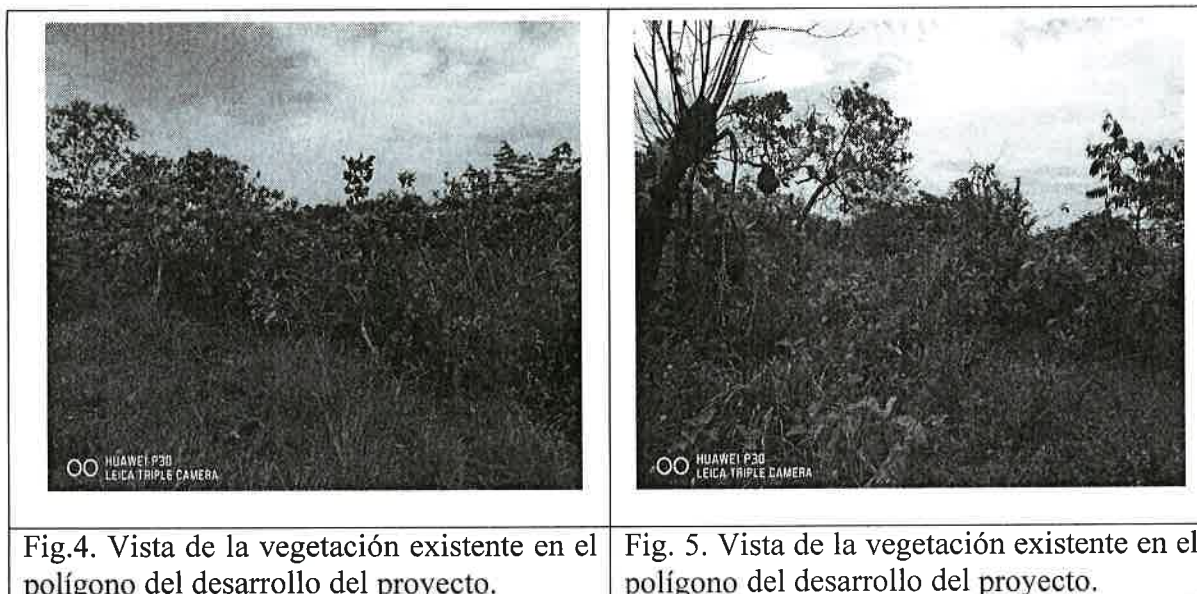 HUAWEI P30
LEICA TRIPLE CAMERA
HUAWEI P30
LEICA TRIPLE CAMERA
Fig.4. Vista de la vegetación existente en el
polígono del desarrollo del proyecto.
Fig. 5. Vista de la vegetación existente en el
polígono del desarrollo del proyecto.